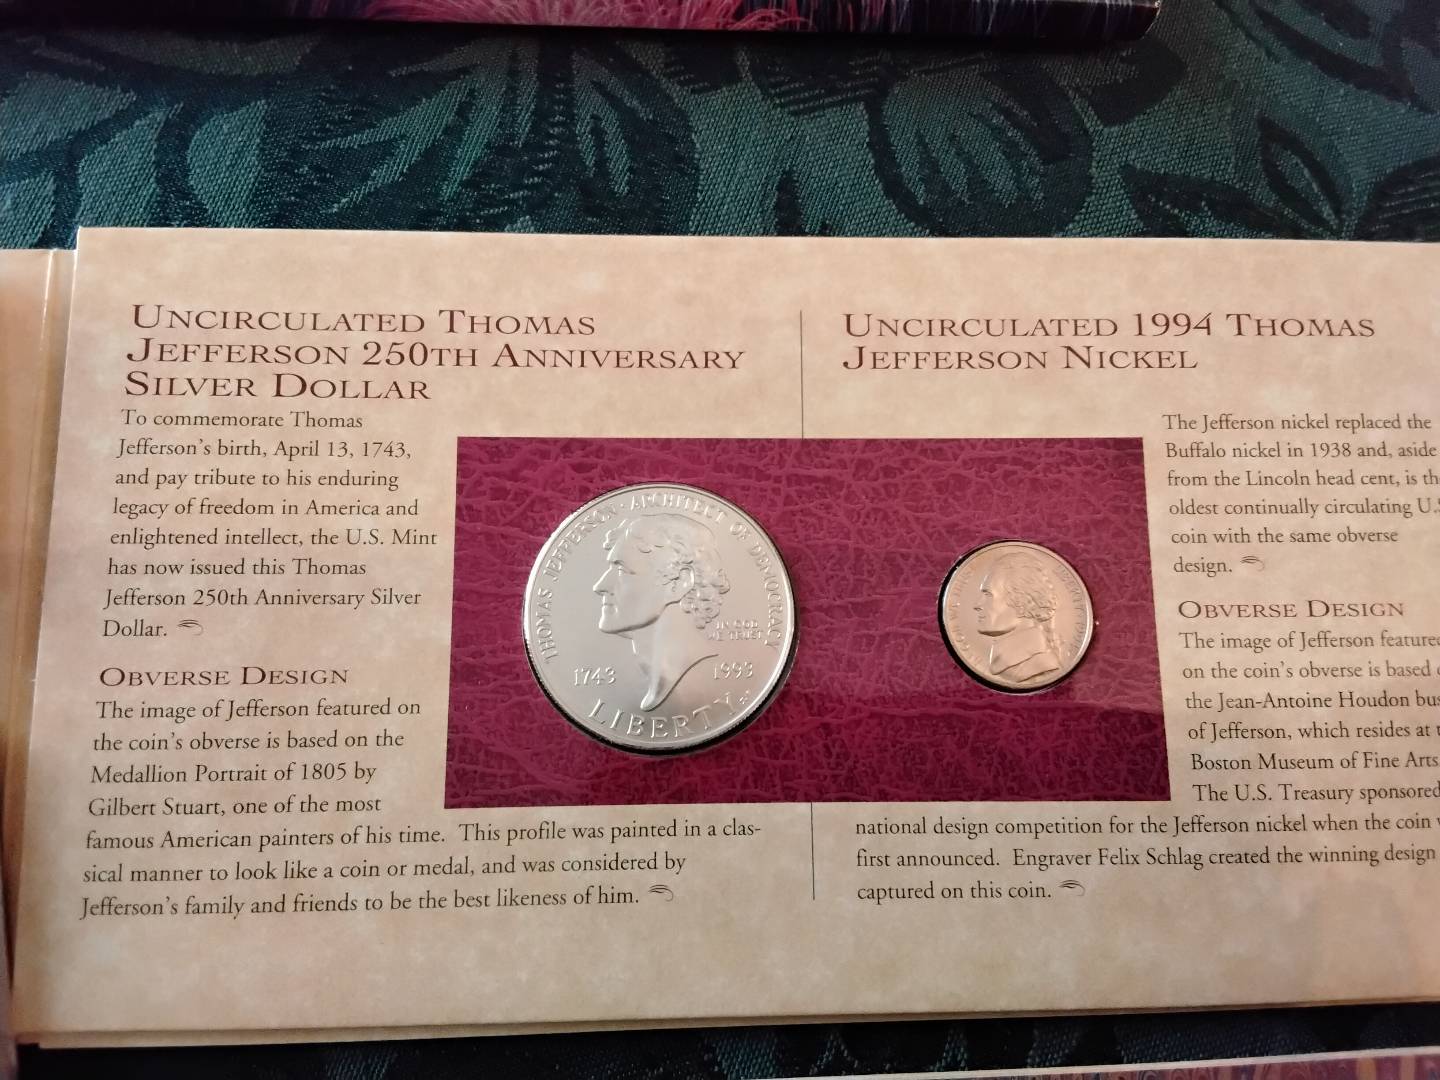 UNCIRCULATED THOMAS
JEFFERSON 250TH ANNIVERSARY
SILVER DOLLAR
To commemorate Thomas
Jefferson's birth, April 13, 1743,
and pay tribute to his enduring
legacy of freedom in America and
enlightened intellect, the U.S. Mint
has now issued this Thomas
Jefferson 250th Anniversary Silver
Dollar.
OBVERSE DESIGN
The image of Jefferson featured on
the coin's obverse is based on the
Medallion Portrait of 1805 by
Gilbert Stuart, one of the most
famous American painters of his time. This profile was painted in a clas-
sical manner to look like a coin or medal, and was considered by
Jefferson's family and friends to be the best likeness of him.
THOMAS JEFFERSON · ARCHITECT OF DEMOCRACY
IN GOD
WE TRUST
1743 1993
LIBERTY
UNCIRCULATED 1994 THOMAS
JEFFERSON NICKEL
The Jefferson nickel replaced the
Buffalo nickel in 1938 and, aside
from the Lincoln head cent, is
oldest continually circulating
coin with the same obverse
design.
OBVERSE DESIGN
The image of Jefferson
on the coin's obverse is based
the Jean-Antoine Houdon
of Jefferson, which resides at
Boston Museum of Fine Arts
The U.S. Treasury sponsored
national design competition for the Jefferson nickel when the coin
first announced. Engraver Felix Schlag created the winning design
captured on this coin.
LIBERTY